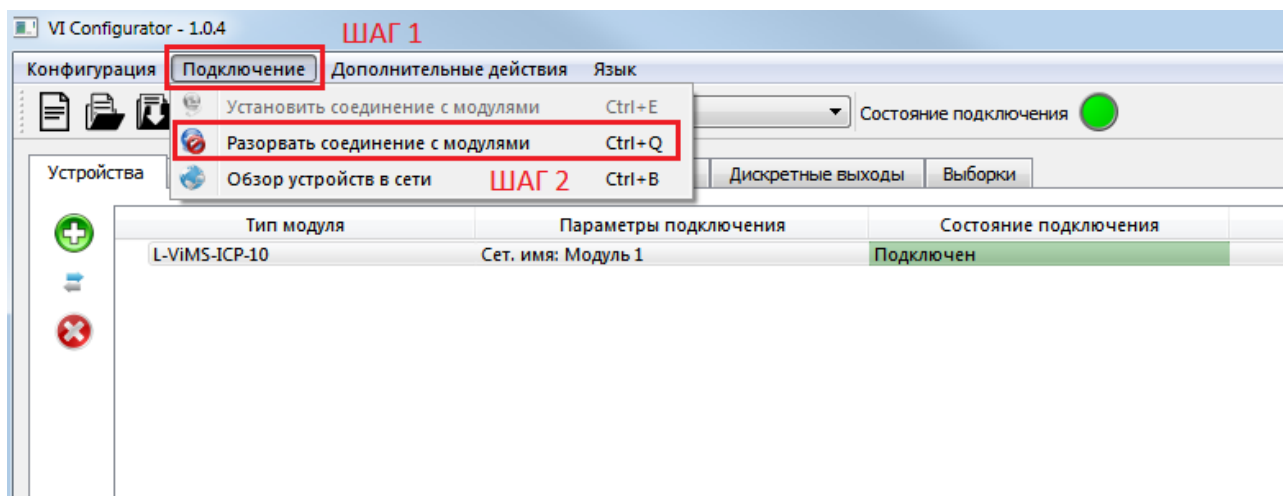 VI Configurator - 1.0.4
ШАГ 1
Конфигурация Подключение Дополнительные действия Язык
Установить соединение с модулями Ctrl+E
Состояние подключения
Разорвать соединение с модулями Ctrl+Q
Устройства
Обзор устройств в сети ШАГ 2 Ctrl+B
Дискретные выходы Выборки
Тип модуля Параметры подключения Состояние подключения
L-ViMS-ICP-10 Сет. имя: Модуль 1 Подключен